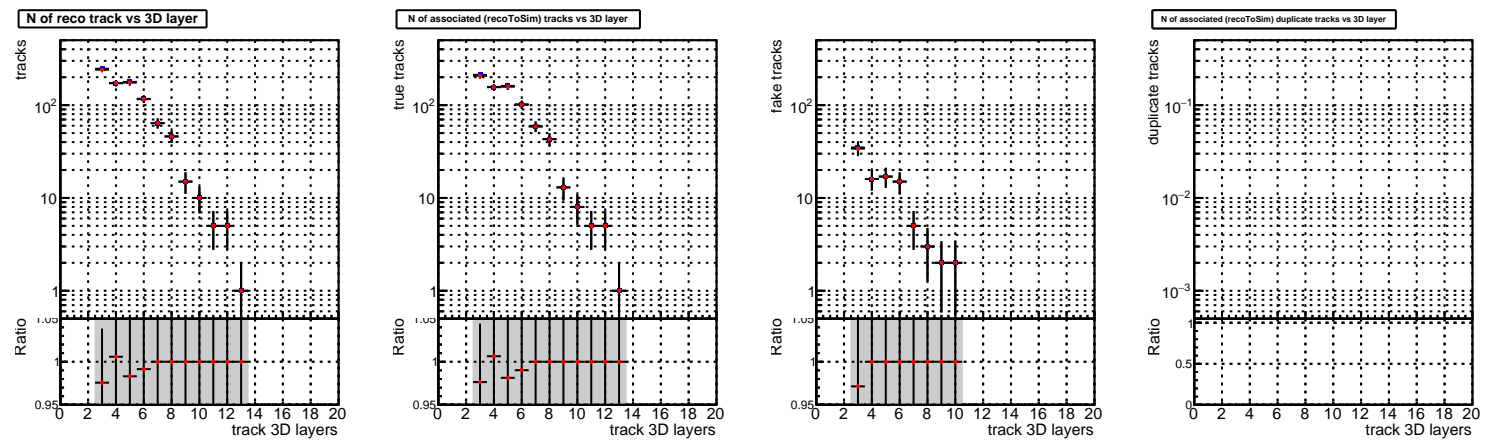 N of reco track vs 3D layer
tracks
10²
10
1
Ratio
1.05
1
0.95
0 2 4 6 8 10 12 14 16 18 20
track 3D layers
N of associated (recoToSim) tracks vs 3D layer
true tracks
10²
10
1
Ratio
1.05
1
0.95
0 2 4 6 8 10 12 14 16 18 20
track 3D layers
fake tracks
10²
10
1
Ratio
1.05
1
0.95
0 2 4 6 8 10 12 14 16 18 20
track 3D layers
N of associated (recoToSim) duplicate tracks vs 3D layer
duplicate tracks
10⁻¹
10⁻²
10⁻³
Ratio
1
0.5
0
0 2 4 6 8 10 12 14 16 18 20
track 3D layers